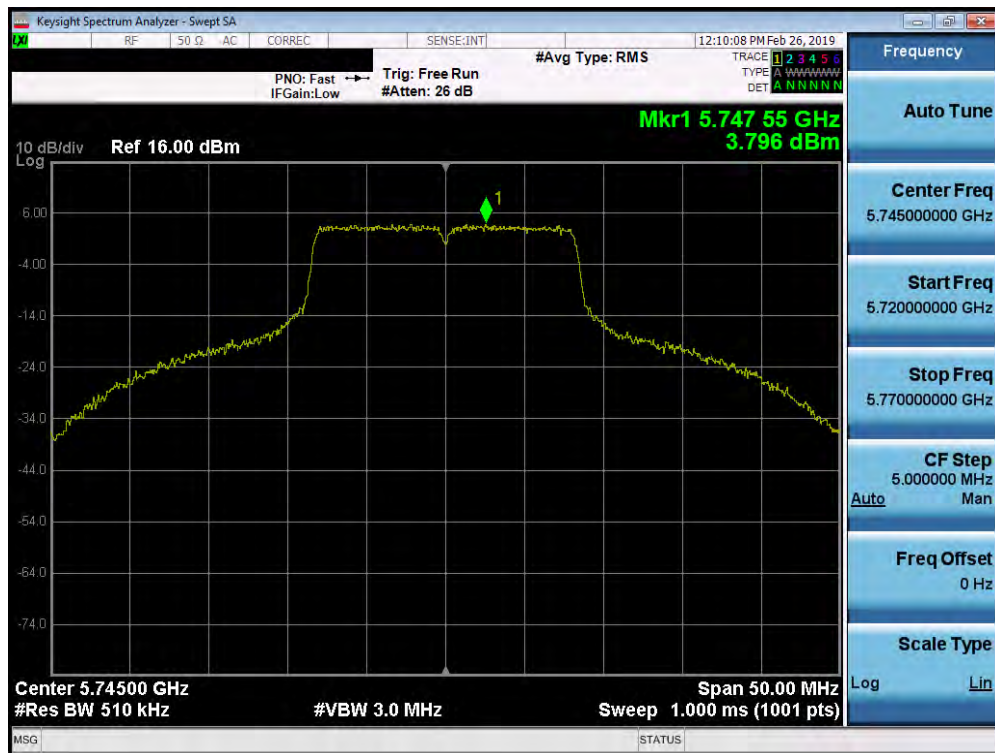 Keysight Spectrum Analyzer - Swept SA
LXI RF 50 Ω AC CORREC SENSE:INT 12:10:08 PM Feb 26, 2019
#Avg Type: RMS TRACE 1 2 3 4 5 6
PNO: Fast Trig: Free Run TYPE A WWWWW
IFGain:Low #Atten: 26 dB DET A N N N N N
Mkr1 5.747 55 GHz
10 dB/div Ref 16.00 dBm 3.796 dBm
Log
1
6.00
-4.00
-14.0
-24.0
-34.0
-44.0
-54.0
-64.0
-74.0
Center 5.74500 GHz Span 50.00 MHz
#Res BW 510 kHz #VBW 3.0 MHz Sweep 1.000 ms (1001 pts)
MSG STATUS
Frequency
Auto Tune
Center Freq
5.745000000 GHz
Start Freq
5.720000000 GHz
Stop Freq
5.770000000 GHz
CF Step
5.000000 MHz
Auto Man
Freq Offset
0 Hz
Scale Type
Log Lin